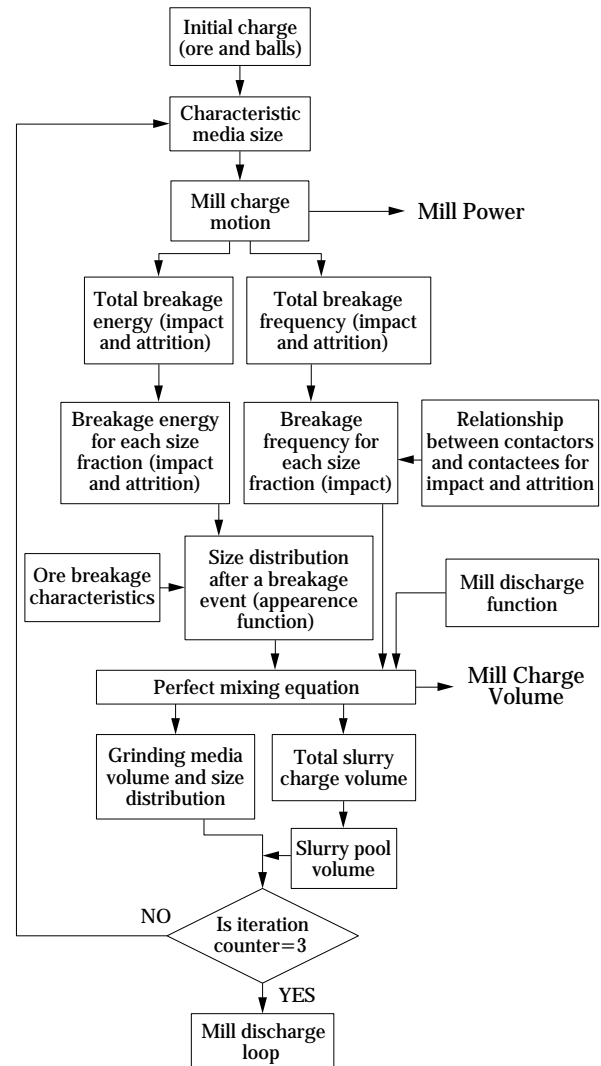 Initial charge
(ore and balls)
Characteristic
media size
Mill charge
motion
Mill Power
Total breakage
energy (impact
and attrition)
Total breakage
frequency (impact
and attrition)
Breakage energy
for each size
fraction (impact
and attrition)
Breakage
frequency for
each size
fraction (impact)
Relationship
between contactors
and contactees for
impact and attrition
Ore breakage
characteristics
Size distribution
after a breakage
event (appearence
function)
Mill discharge
function
Perfect mixing equation
Mill Charge
Volume
Grinding media
volume and size
distribution
Total slurry
charge volume
Slurry pool
volume
NO
Is iteration
counter=3
YES
Mill discharge
loop